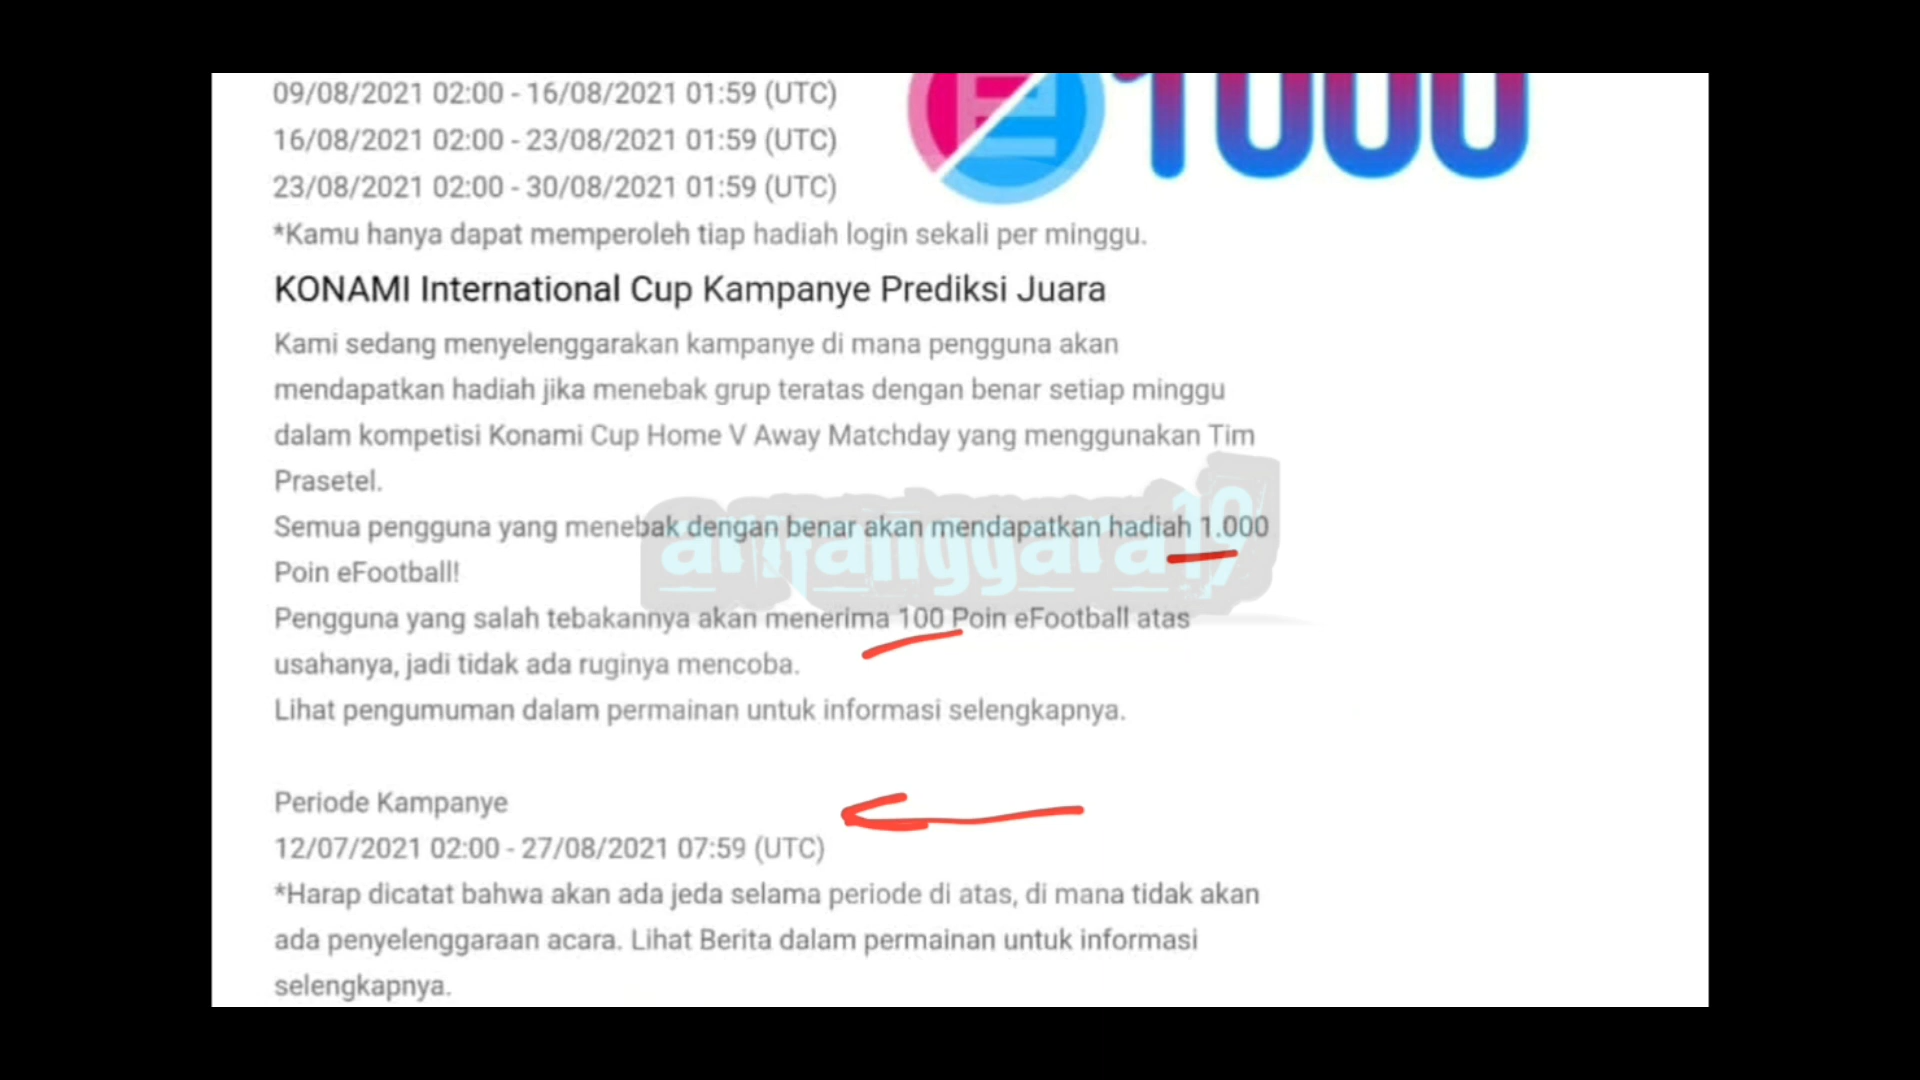 09/08/2021 02:00 - 16/08/2021 01:59 (UTC)
16/08/2021 02:00 - 23/08/2021 01:59 (UTC)
23/08/2021 02:00 - 30/08/2021 01:59 (UTC)
1000
*Kamu hanya dapat memperoleh tiap hadiah login sekali per minggu.
KONAMI International Cup Kampanye Prediksi Juara
Kami sedang menyelenggarakan kampanye di mana pengguna akan
mendapatkan hadiah jika menebak grup teratas dengan benar setiap minggu
dalam kompetisi Konami Cup Home V Away Matchday yang menggunakan Tim
Prasetel.
Semua pengguna yang menebak dengan benar akan mendapatkan hadiah 1.000
Poin eFootball!
Pengguna yang salah tebakannya akan menerima 100 Poin eFootball atas
usahanya, jadi tidak ada ruginya mencoba.
Lihat pengumuman dalam permainan untuk informasi selengkapnya.
Periode Kampanye
12/07/2021 02:00 - 27/08/2021 07:59 (UTC)
*Harap dicatat bahwa akan ada jeda selama periode di atas, di mana tidak akan
ada penyelenggaraan acara. Lihat Berita dalam permainan untuk informasi
selengkapnya.